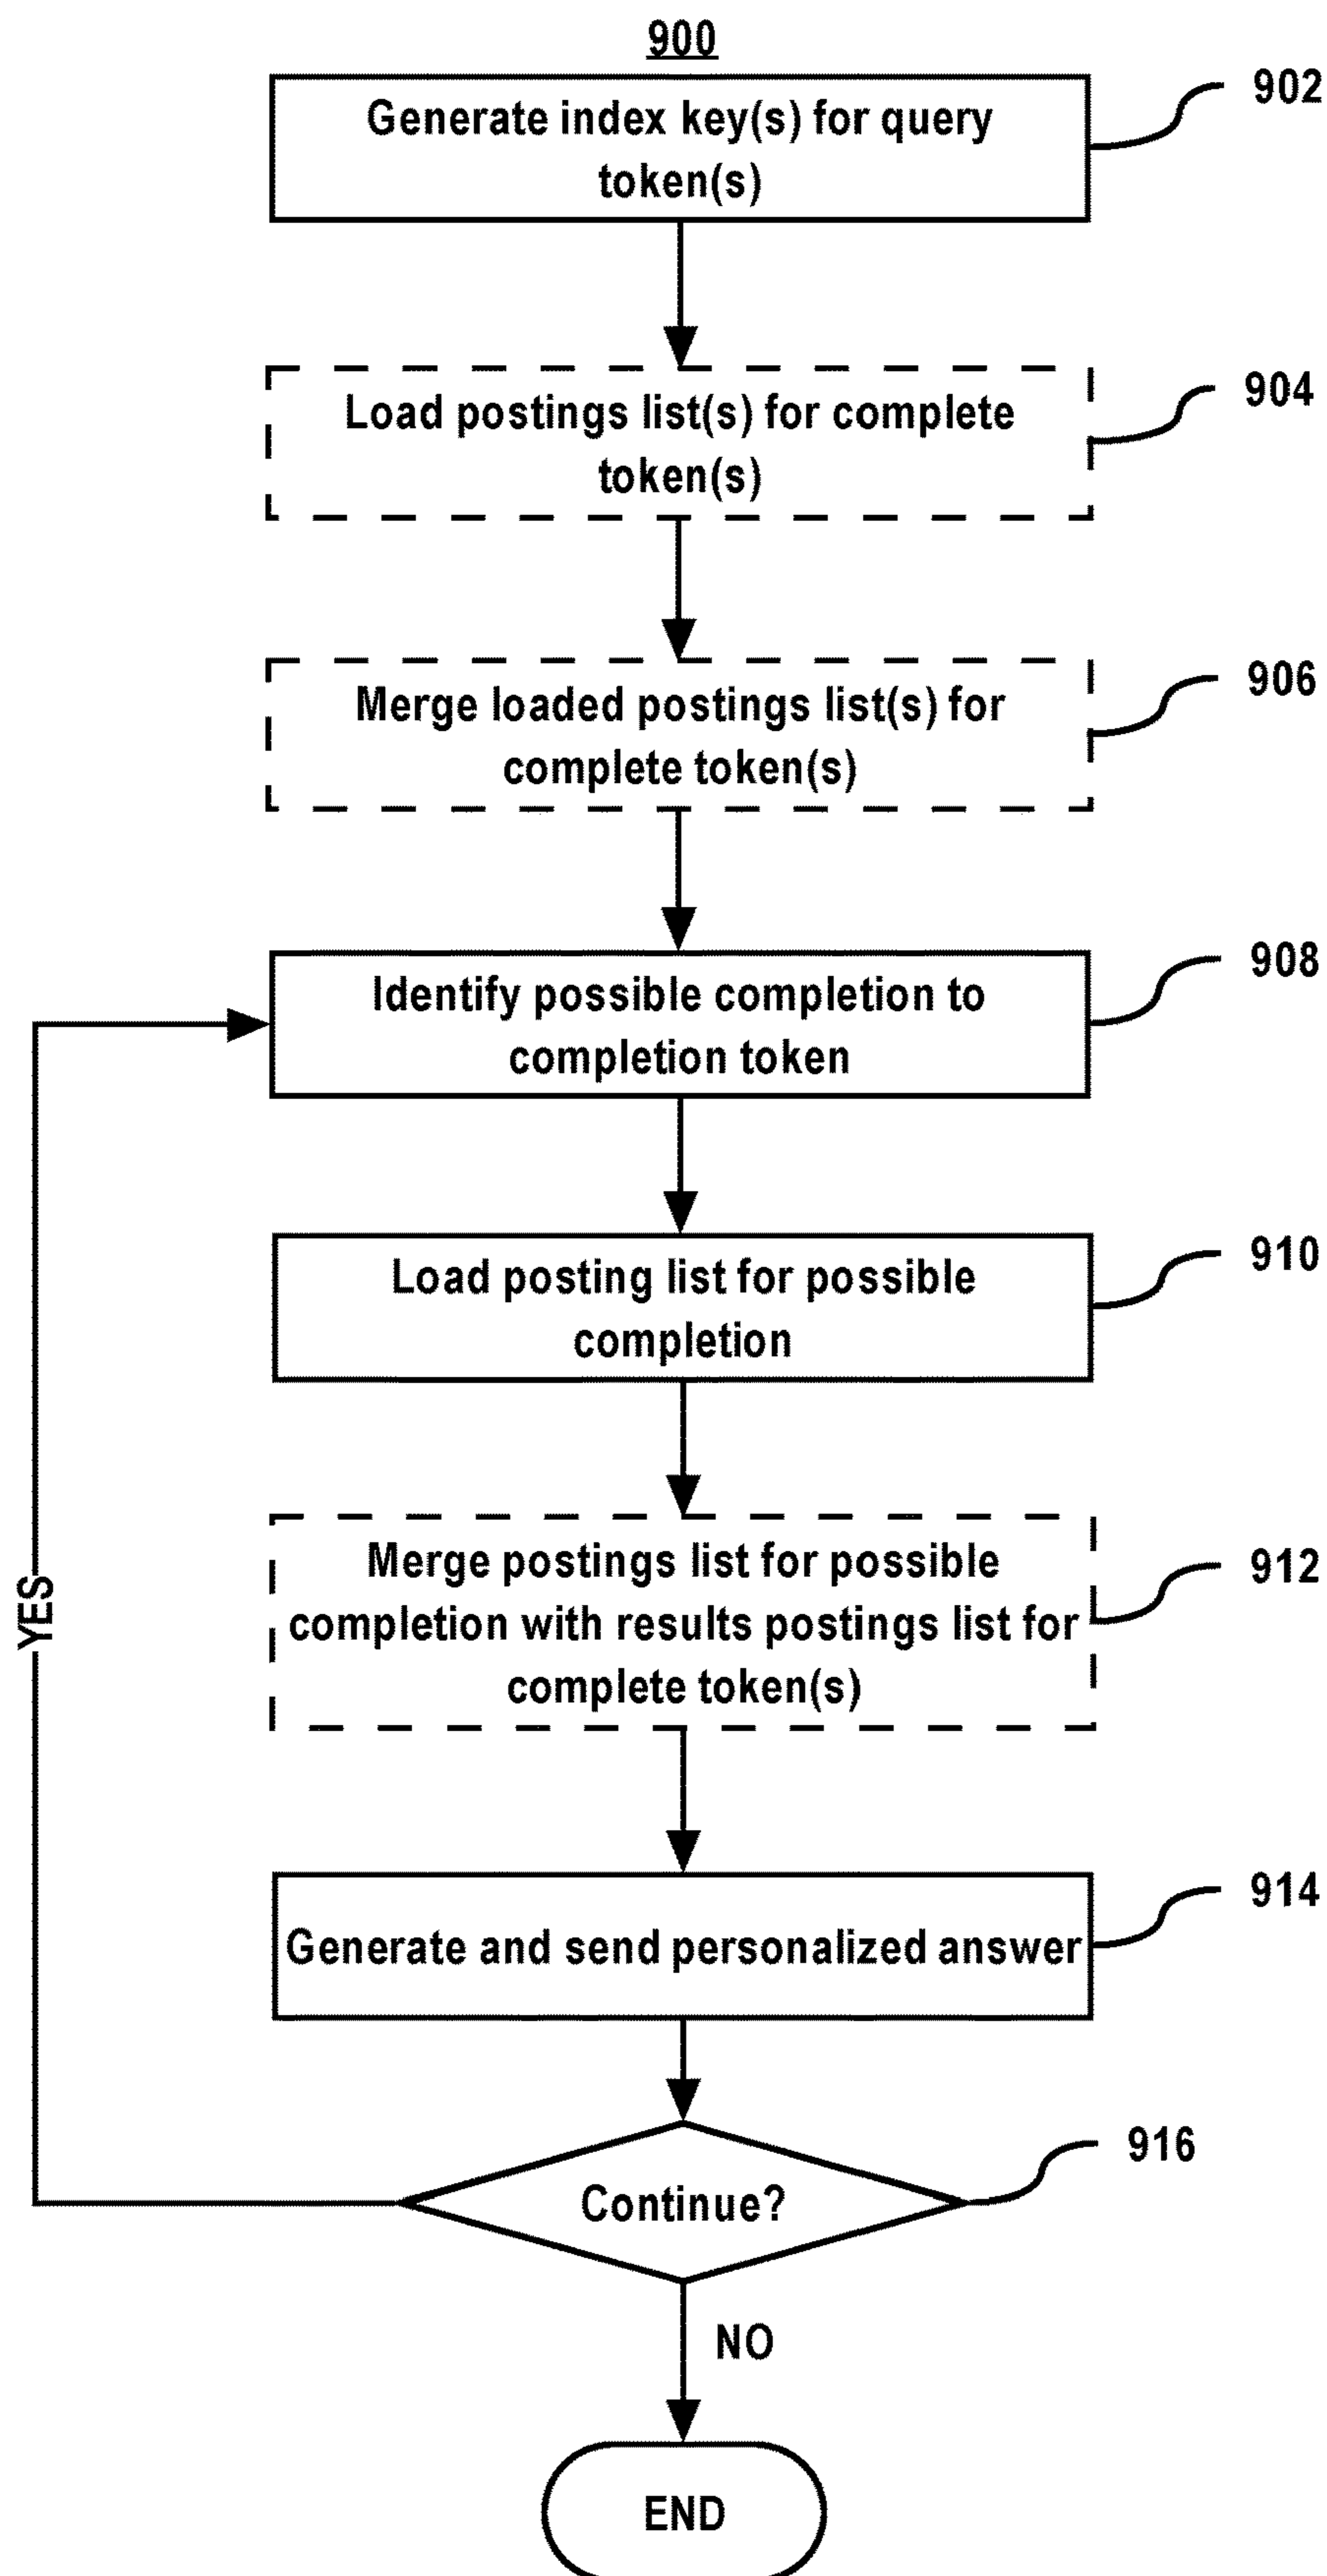 900
Generate index key(s) for query
token(s)
902
Load postings list(s) for complete
token(s)
904
Merge loaded postings list(s) for
complete token(s)
906
Identify possible completion to
completion token
908
Load posting list for possible
completion
910
Merge postings list for possible
completion with results postings list for
complete token(s)
912
YES
Generate and send personalized answer
914
Continue?
916
NO
END